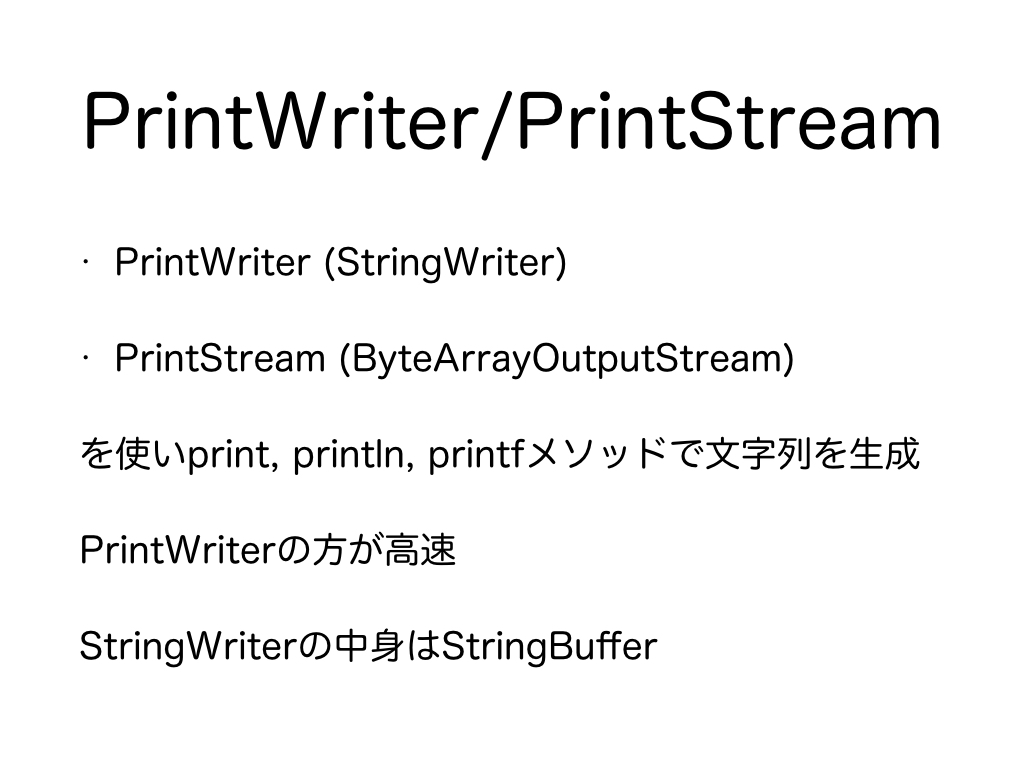 PrintWriter/PrintStream
・PrintWriter (StringWriter)
・PrintStream (ByteArrayOutputStream)
を使いprint, println, printfメソッドで文字列を生成
PrintWriterの方が高速
StringWriterの中身はStringBuffer